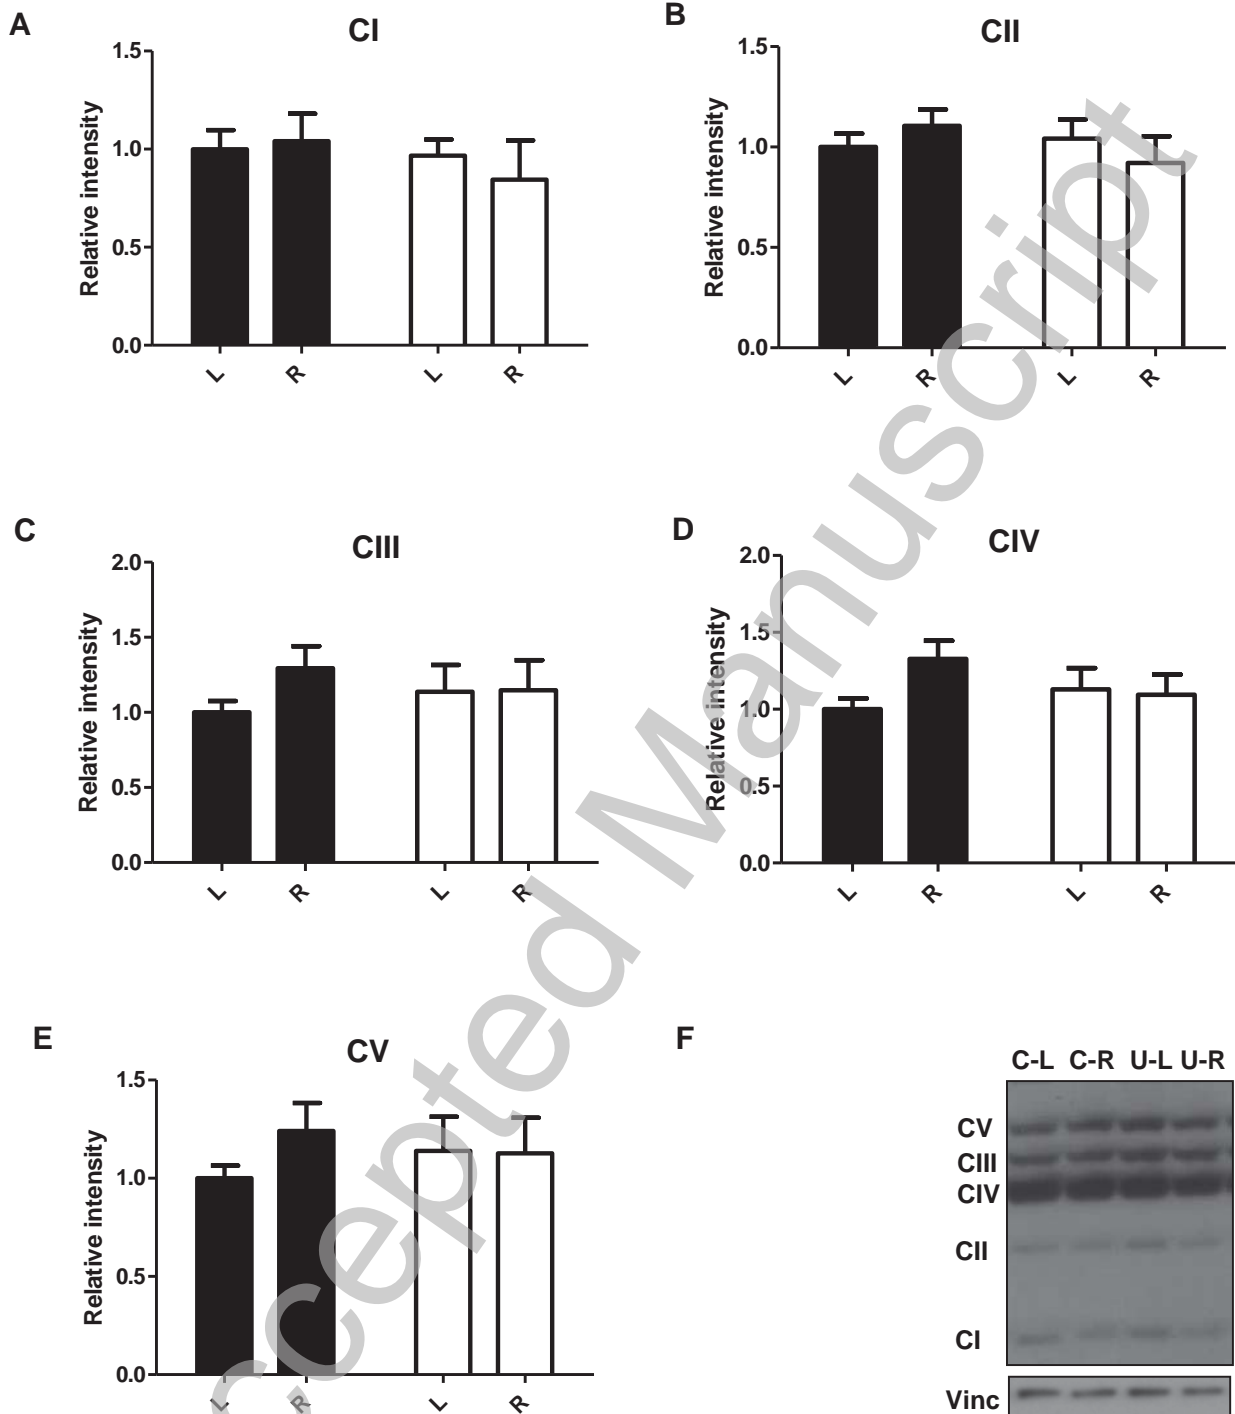 A
CI
Relative intensity
1.5
1.0
0.5
0.0
L R L R
B
CII
Relative intensity
1.5
1.0
0.5
0.0
L R L R
C
CIII
Relative intensity
2.0
1.5
1.0
0.5
0.0
L R L R
D
CIV
Relative intensity
2.0
1.5
1.0
0.5
0.0
L R L R
E
CV
Relative intensity
1.5
1.0
0.5
0.0
L R L R
F
C-L C-R U-L U-R
CV
CIII
CIV
CII
CI
Vinc
ccepted Manuscript